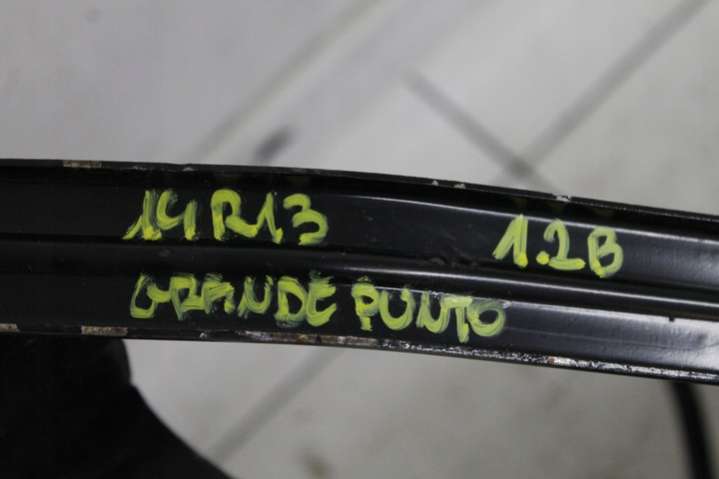 14R13 1.2B
GRANDE PUNTO